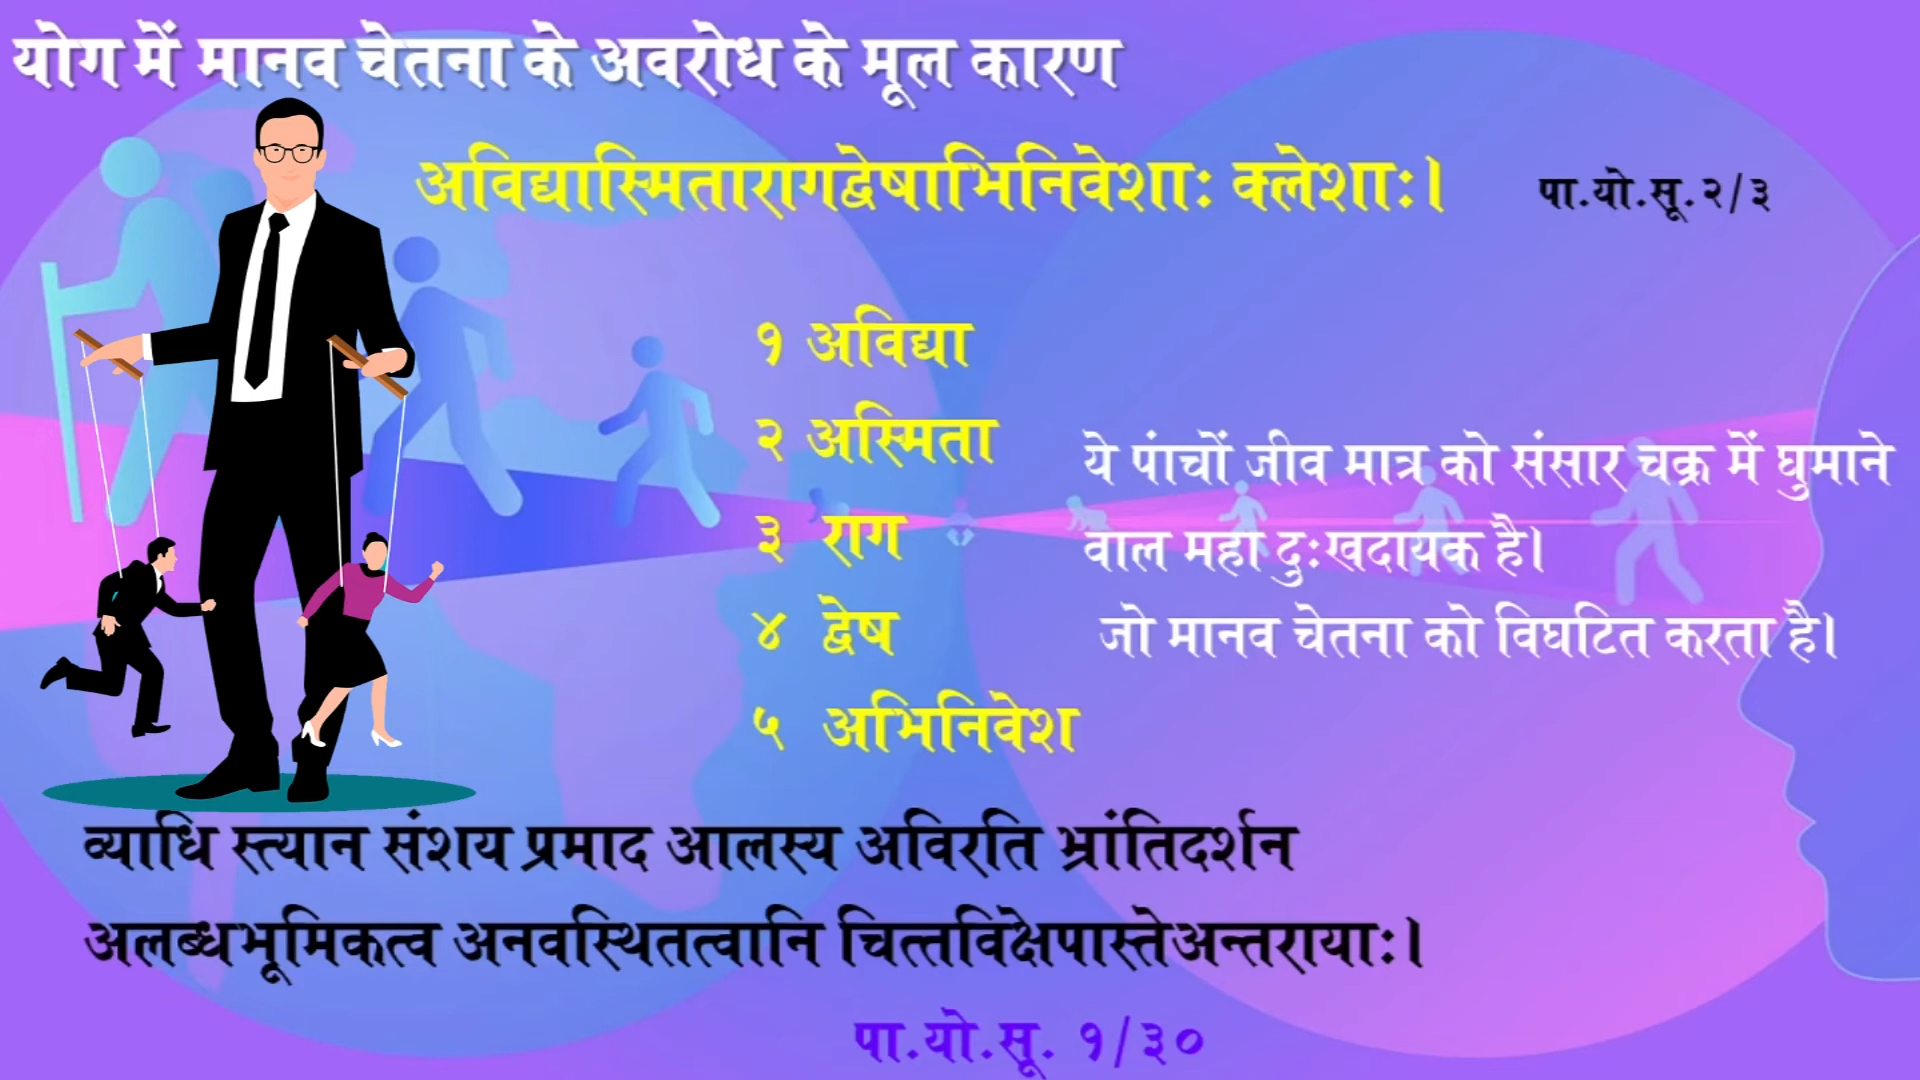 योग में मानव चेतना के अवरोध के मूल कारण
अविद्यास्मितारागद्वेषाभिनिवेशाः क्लेशाः। पा.यो.सू.२/३
१ अविद्या
२ अस्मिता
३ राग
४ द्वेष
५ अभिनिवेश
ये पांचों जीव मात्र को संसार चक्र में घुमाने
वाल महा दुःखदायक है।
जो मानव चेतना को विघटित करता है।
व्याधि स्त्यान संशय प्रमाद आलस्य अविरति भ्रांतिदर्शन
अलब्धभूमिकत्व अनवस्थितत्वानि चित्तविक्षेपास्तेअन्तरायाः।
पा.यो.सू. १/३०